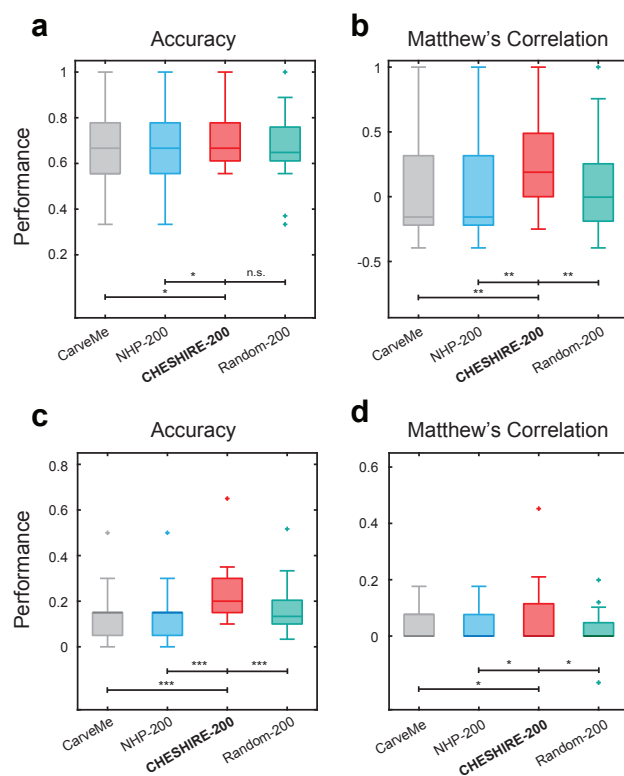 a
Accuracy
Performance
1
0.8
0.6
0.4
0.2
*
n.s.
*
CarveMe
NHP-200
CHESHIRE-200
Random-200
b
Matthew's Correlation
1
0.5
0
-0.5
**
**
**
CarveMe
NHP-200
CHESHIRE-200
Random-200
c
Accuracy
Performance
0.8
0.6
0.4
0.2
0
***
***
***
CarveMe
NHP-200
CHESHIRE-200
Random-200
d
Matthew's Correlation
0.6
0.4
0.2
0
*
*
*
CarveMe
NHP-200
CHESHIRE-200
Random-200